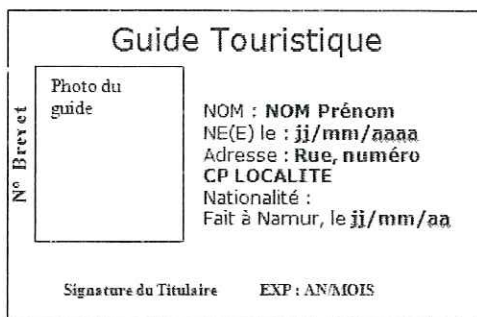 Guide Touristique
N° Brevet
Photo du
guide
NOM : NOM Prénom
NE(E) le : jj/mm/aaaa
Adresse : Rue, numéro
CP LOCALITE
Nationalité :
Fait à Namur, le jj/mm/aa
Signature du Titulaire EXP : AN/MOIS